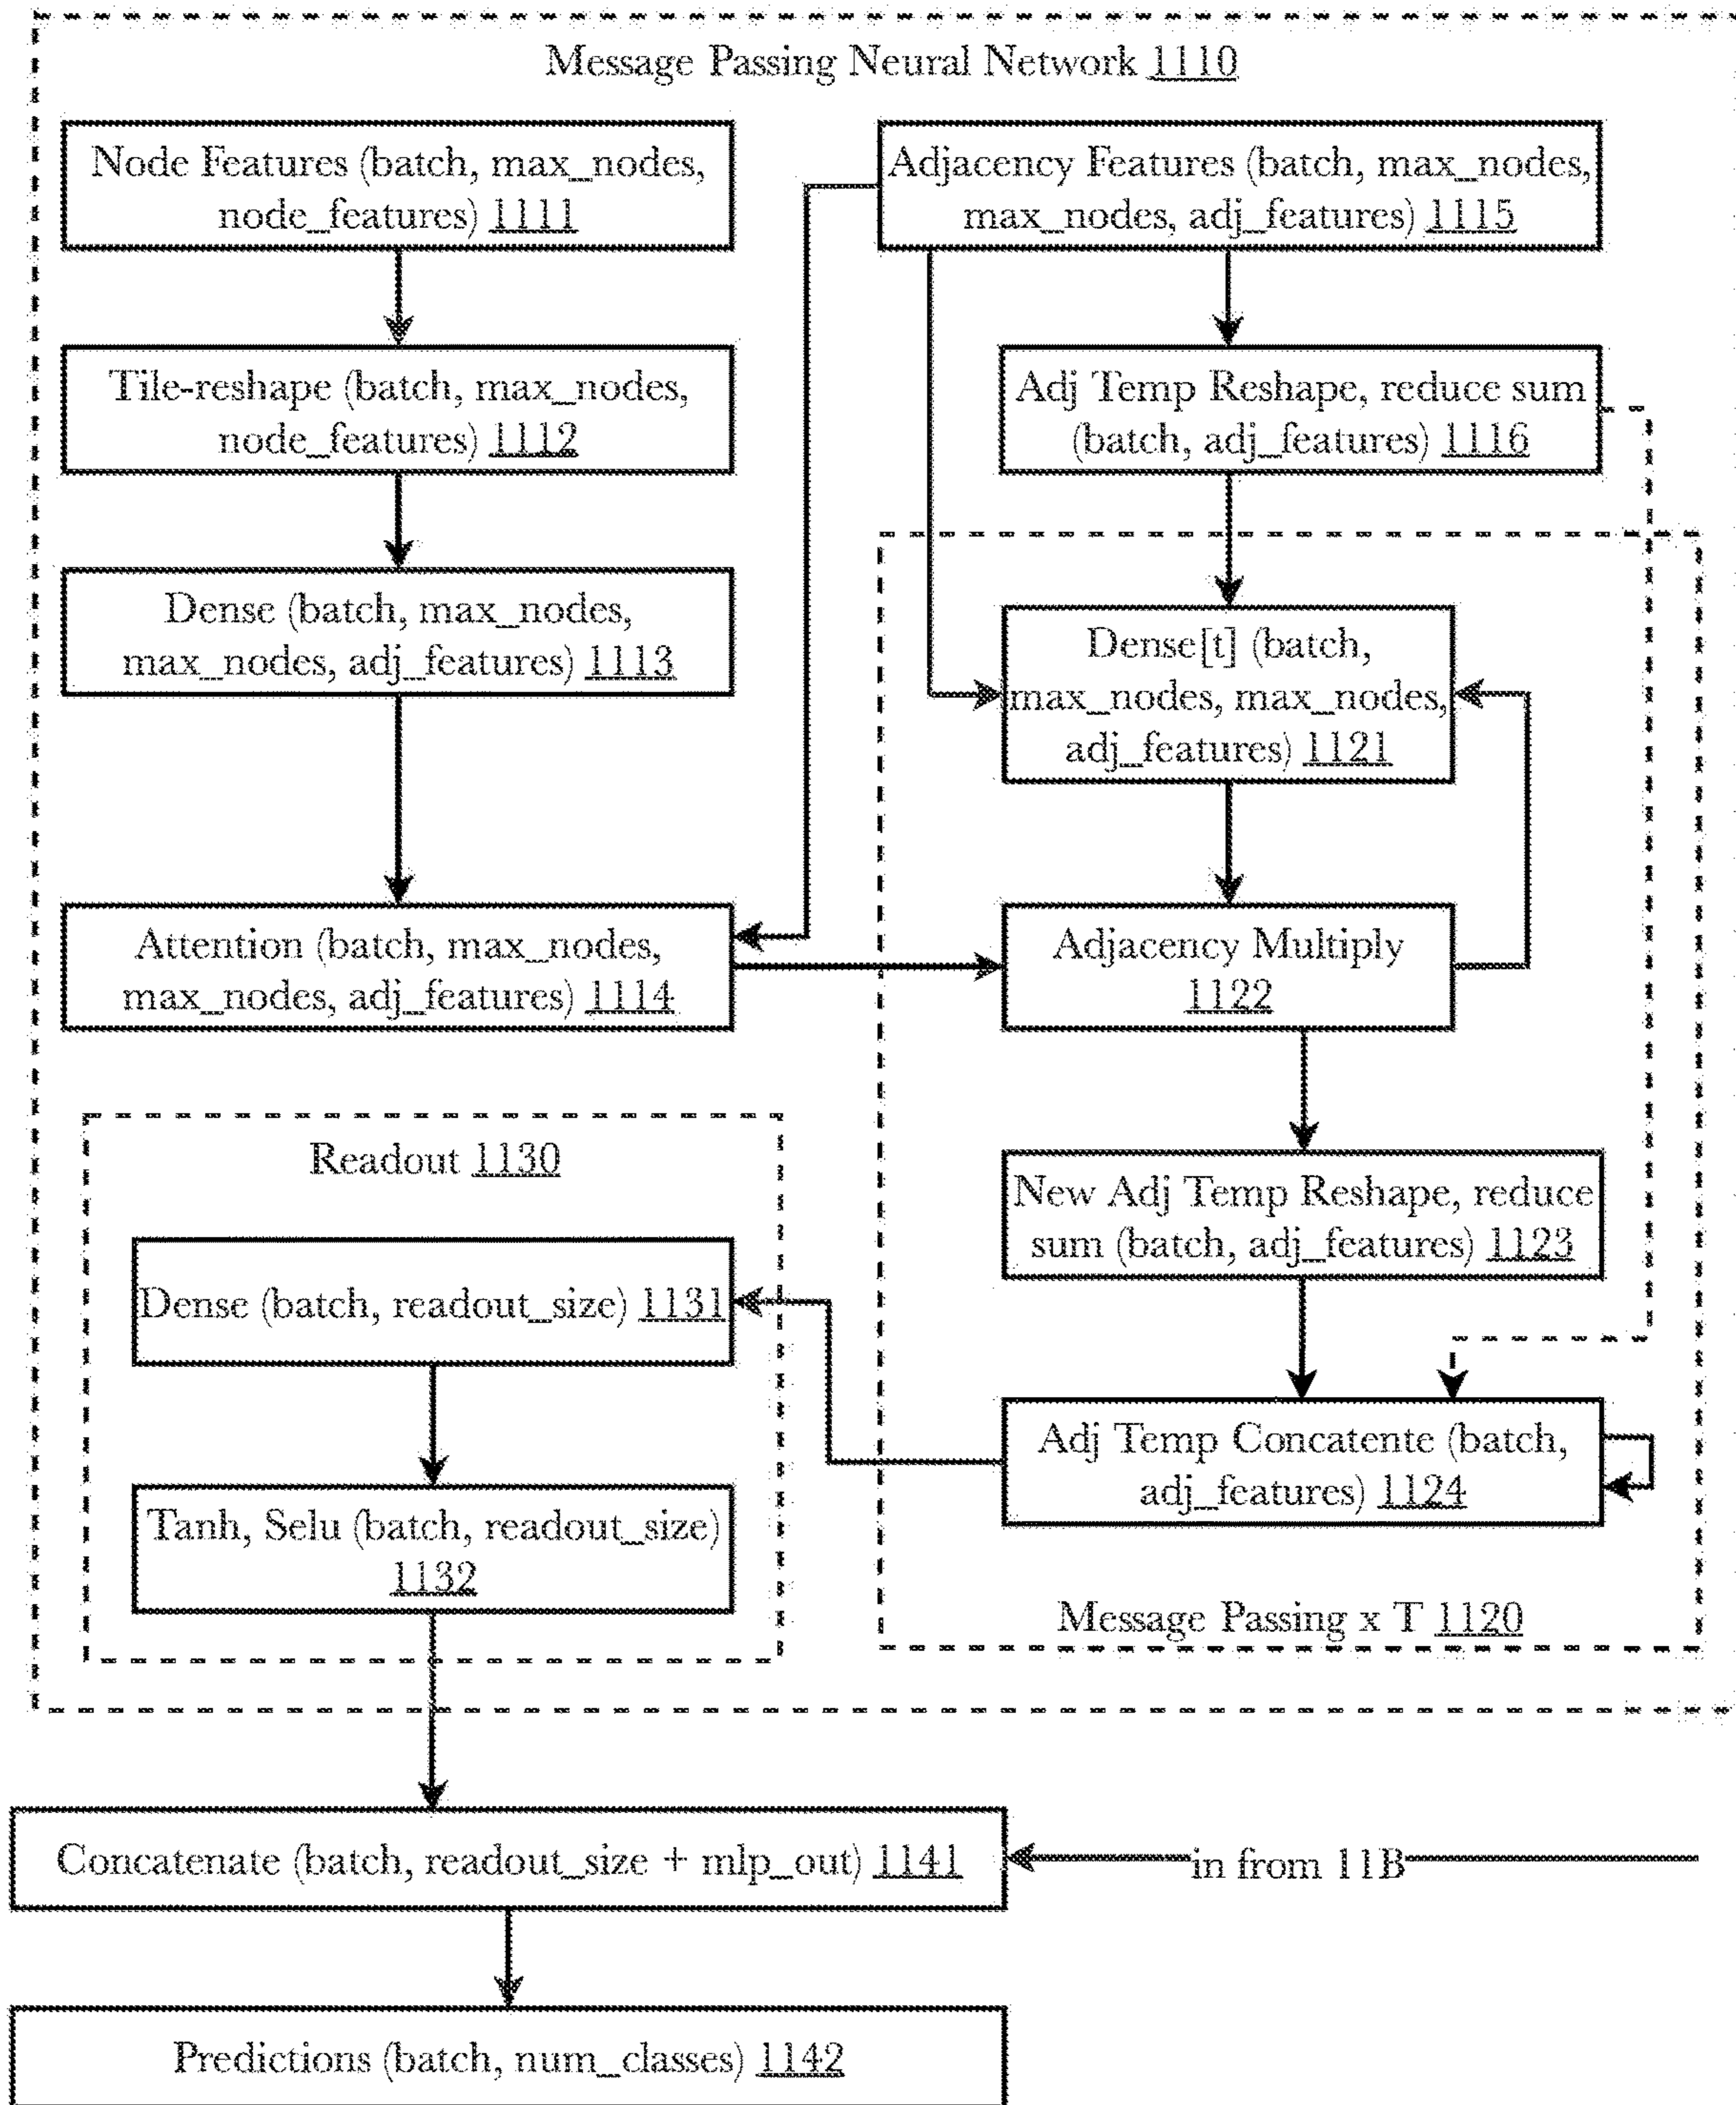 Message Passing Neural Network 1110
Node Features (batch, max_nodes,
node_features) 1111
Adjacency Features (batch, max_nodes,
max_nodes, adj_features) 1115
Tile-reshape (batch, max_nodes,
node_features) 1112
Adj Temp Reshape, reduce sum
(batch, adj_features) 1116
Dense (batch, max_nodes,
max_nodes, adj_features) 1113
Dense[t] (batch,
max_nodes, max_nodes,
adj_features) 1121
Attention (batch, max_nodes,
max_nodes, adj_features) 1114
Adjacency Multiply
1122
Readout 1130
New Adj Temp Reshape, reduce
sum (batch, adj_features) 1123
Dense (batch, readout_size) 1131
Adj Temp Concatente (batch,
adj_features) 1124
Tanh, Selu (batch, readout_size)
1132
Message Passing x T 1120
Concatenate (batch, readout_size + mlp_out) 1141
in from 11B
Predictions (batch, num_classes) 1142